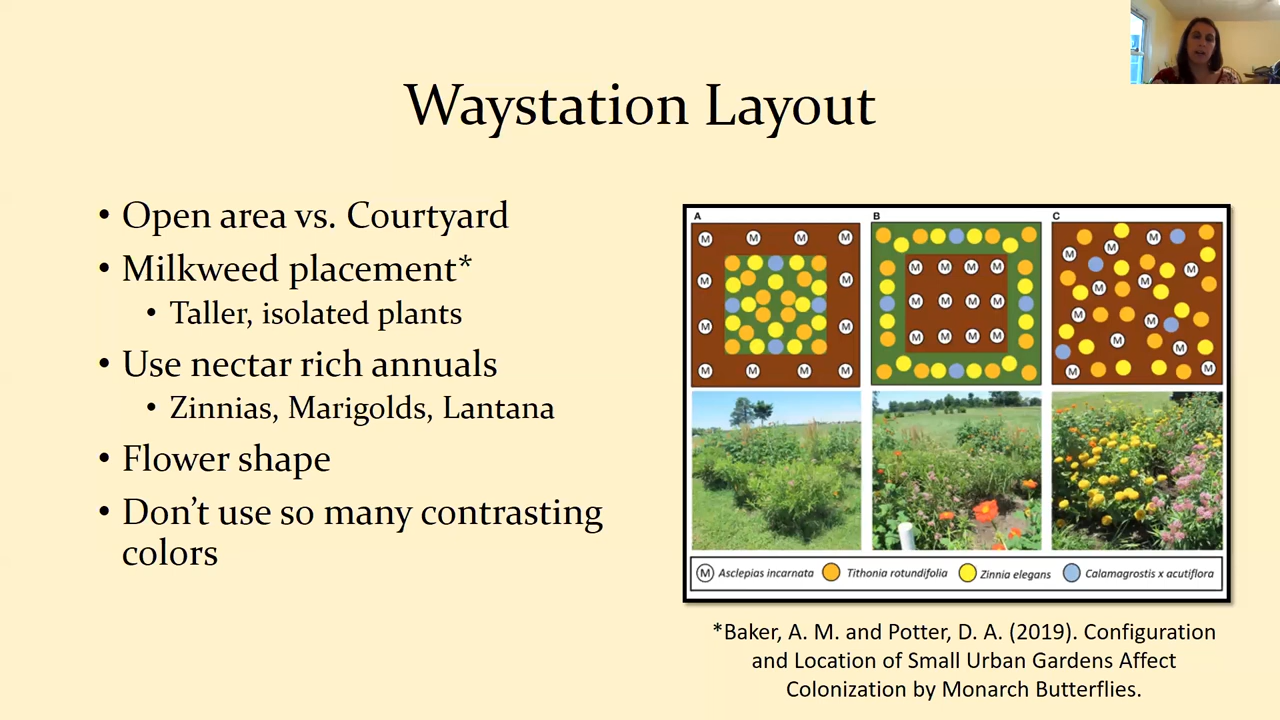 Waystation Layout
• Open area vs. Courtyard
• Milkweed placement*
• Taller, isolated plants
• Use nectar rich annuals
• Zinnias, Marigolds, Lantana
• Flower shape
• Don't use so many contrasting
colors
A B C
M M M M
M M
M M
M M M M
M M M M
M M M M
M M M M
M
M
M
M
M
M
M
M
M
M
M
M
M Asclepias incarnata Tithonia rotundifolia Zinnia elegans Calamagrostis x acutiflora
*Baker, A. M. and Potter, D. A. (2019). Configuration
and Location of Small Urban Gardens Affect
Colonization by Monarch Butterflies.